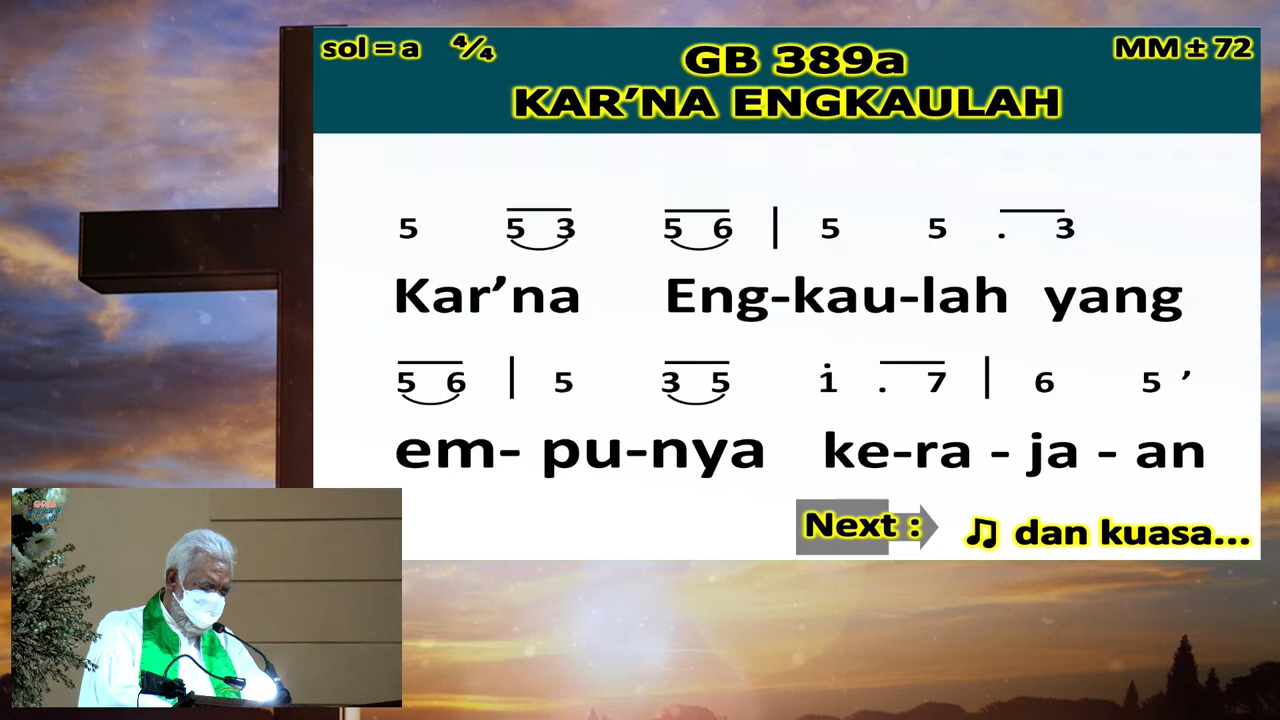 sol = a 4/4 MM ± 72
GB 389a
KAR’NA ENGKAULAH
5 5 3 5 6 | 5 5 . 3
Kar’na Eng-kau-lah yang
5 6 | 5 3 5 1 . 7 | 6 5 ’
em- pu-nya ke-ra - ja - an
Next : ♫ dan kuasa...